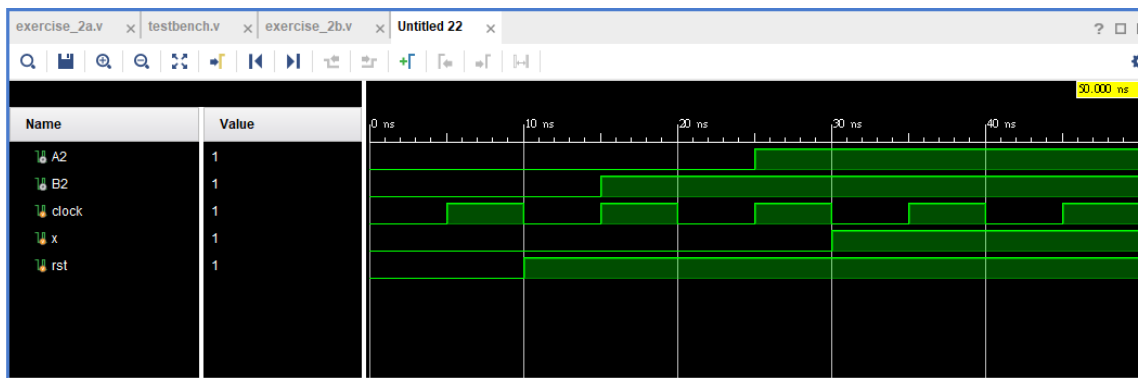 exercise_2a.v × testbench.v × exercise_2b.v × Untitled 22 × ?
50.000 ns
Name Value 0 ns 10 ns 20 ns 30 ns 40 ns
A2 1
B2 1
clock 1
x 1
rst 1